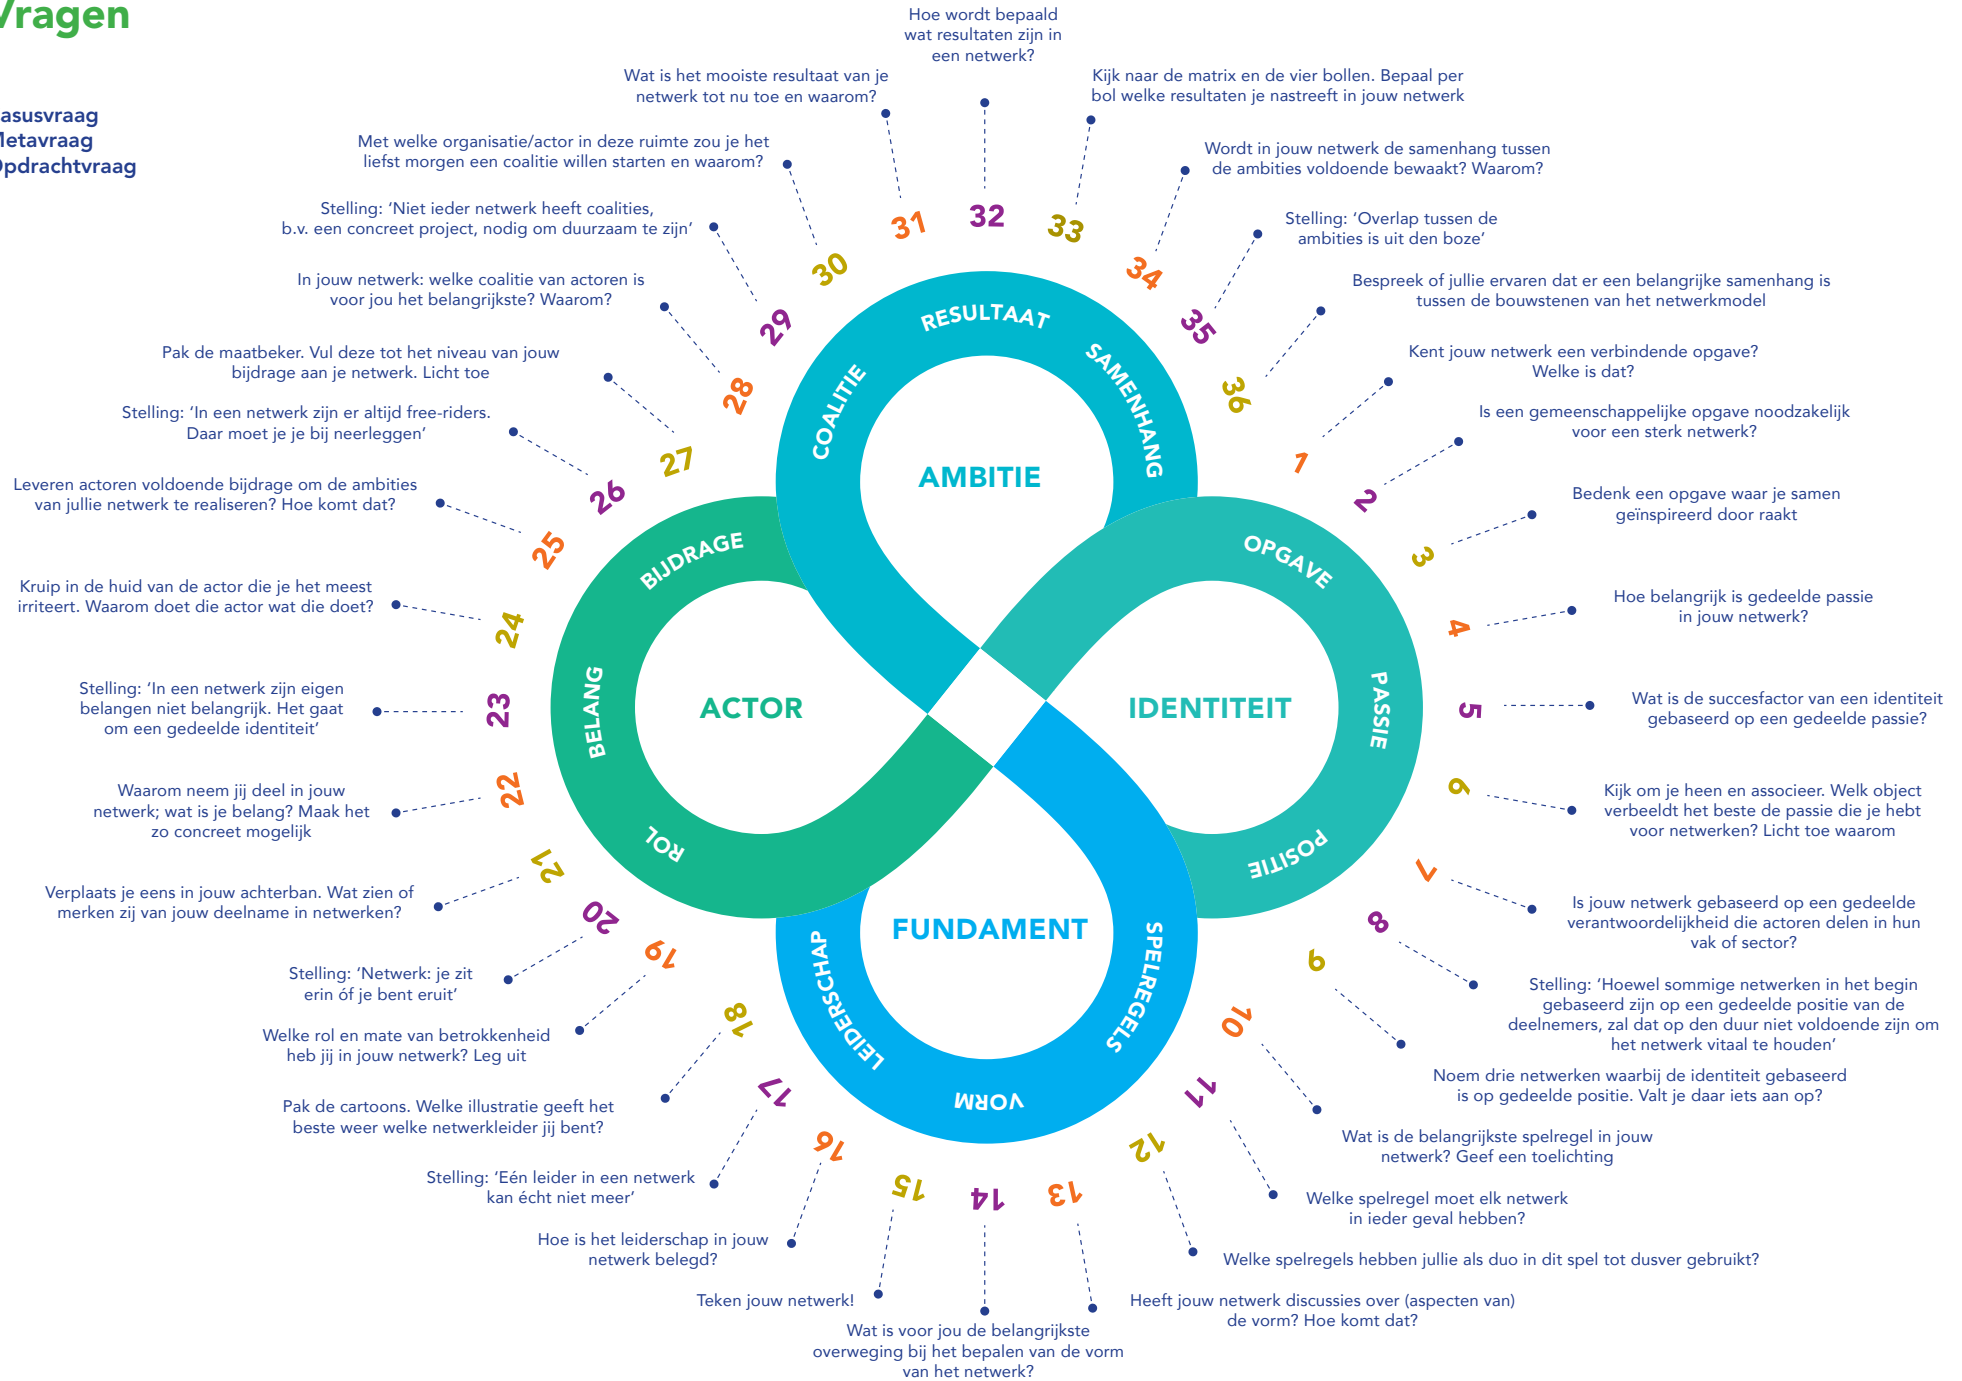 Vragen
asusvraag
Metavraag
Opdrachtvraag
Hoe wordt bepaald
wat resultaten zijn in
een netwerk?
Wat is het mooiste resultaat van je
netwerk tot nu toe en waarom?
Kijk naar de matrix en de vier bollen. Bepaal per
bol welke resultaten je nastreeft in jouw netwerk
Met welke organisatie/actor in deze ruimte zou je het
liefst morgen een coalitie willen starten en waarom?
Wordt in jouw netwerk de samenhang tussen
de ambities voldoende bewaakt? Waarom?
Stelling: ‘Niet ieder netwerk heeft coalities,
b.v. een concreet project, nodig om duurzaam te zijn’
Stelling: ‘Overlap tussen de
ambities is uit den boze’
In jouw netwerk: welke coalitie van actoren is
voor jou het belangrijkste? Waarom?
Bespreek of jullie ervaren dat er een belangrijke samenhang is
tussen de bouwstenen van het netwerkmodel
Pak de maatbeker. Vul deze tot het niveau van jouw
bijdrage aan je netwerk. Licht toe
Kent jouw netwerk een verbindende opgave?
Welke is dat?
Stelling: ‘In een netwerk zijn er altijd free-riders.
Daar moet je je bij neerleggen’
Is een gemeenschappelijke opgave noodzakelijk
voor een sterk netwerk?
Leveren actoren voldoende bijdrage om de ambities
van jullie netwerk te realiseren? Hoe komt dat?
Bedenk een opgave waar je samen
geïnspireerd door raakt
Kruip in de huid van de actor die je het meest
irriteert. Waarom doet die actor wat die doet?
Hoe belangrijk is gedeelde passie
in jouw netwerk?
Stelling: ‘In een netwerk zijn eigen
belangen niet belangrijk. Het gaat
om een gedeelde identiteit’
Wat is de succesfactor van een identiteit
gebaseerd op een gedeelde passie?
Waarom neem jij deel in jouw
netwerk; wat is je belang? Maak het
zo concreet mogelijk
Kijk om je heen en associeer. Welk object
verbeeldt het beste de passie die je hebt
voor netwerken? Licht toe waarom
Verplaats je eens in jouw achterban. Wat zien of
merken zij van jouw deelname in netwerken?
Is jouw netwerk gebaseerd op een gedeelde
verantwoordelijkheid die actoren delen in hun
vak of sector?
Stelling: ‘Netwerk: je zit
erin óf je bent eruit’
Stelling: ‘Hoewel sommige netwerken in het begin
gebaseerd zijn op een gedeelde positie van de
deelnemers, zal dat op den duur niet voldoende zijn om
het netwerk vitaal te houden’
Welke rol en mate van betrokkenheid
heb jij in jouw netwerk? Leg uit
Noem drie netwerken waarbij de identiteit gebaseerd
is op gedeelde positie. Valt je daar iets aan op?
Pak de cartoons. Welke illustratie geeft het
beste weer welke netwerkleider jij bent?
Wat is de belangrijkste spelregel in jouw
netwerk? Geef een toelichting
Stelling: ‘Eén leider in een netwerk
kan écht niet meer’
Welke spelregel moet elk netwerk
in ieder geval hebben?
Hoe is het leiderschap in jouw
netwerk belegd?
Welke spelregels hebben jullie als duo in dit spel tot dusver gebruikt?
Teken jouw netwerk!
Heeft jouw netwerk discussies over (aspecten van)
de vorm? Hoe komt dat?
Wat is voor jou de belangrijkste
overweging bij het bepalen van de vorm
van het netwerk?
1
2
3
4
5
6
7
8
9
10
11
12
13
14
15
16
17
18
19
20
21
22
23
24
25
26
27
28
29
30
31
32
33
34
35
36
COALITIE
RESULTAAT
SAMENHANG
AMBITIE
OPGAVE
PASSIE
POSITIE
IDENTITEIT
SPELREGELS
VORM
LEIDERSCHAP
FUNDAMENT
ROL
BELANG
BIJDRAGE
ACTOR